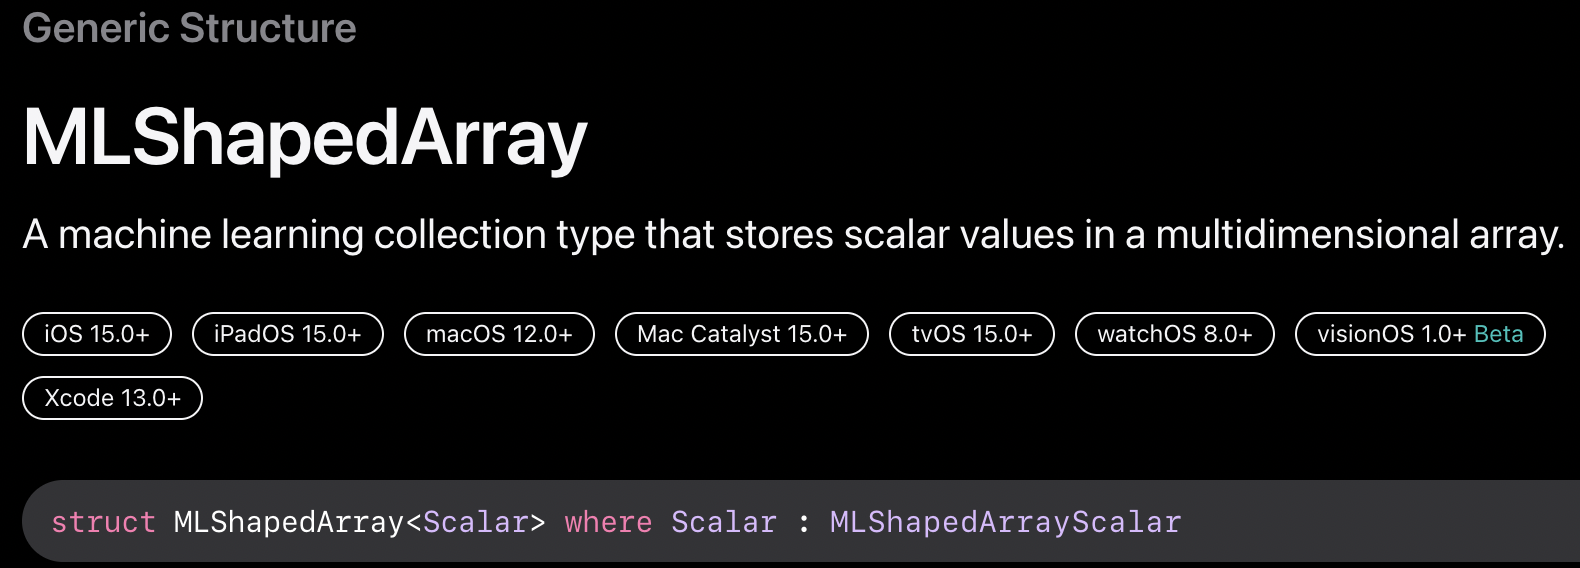 Generic Structure
MLShapedArray
A machine learning collection type that stores scalar values in a multidimensional array.
iOS 15.0+ iPadOS 15.0+ macOS 12.0+ Mac Catalyst 15.0+ tvOS 15.0+ watchOS 8.0+ visionOS 1.0+ Beta
Xcode 13.0+
struct MLShapedArray<Scalar> where Scalar : MLShapedArrayScalar